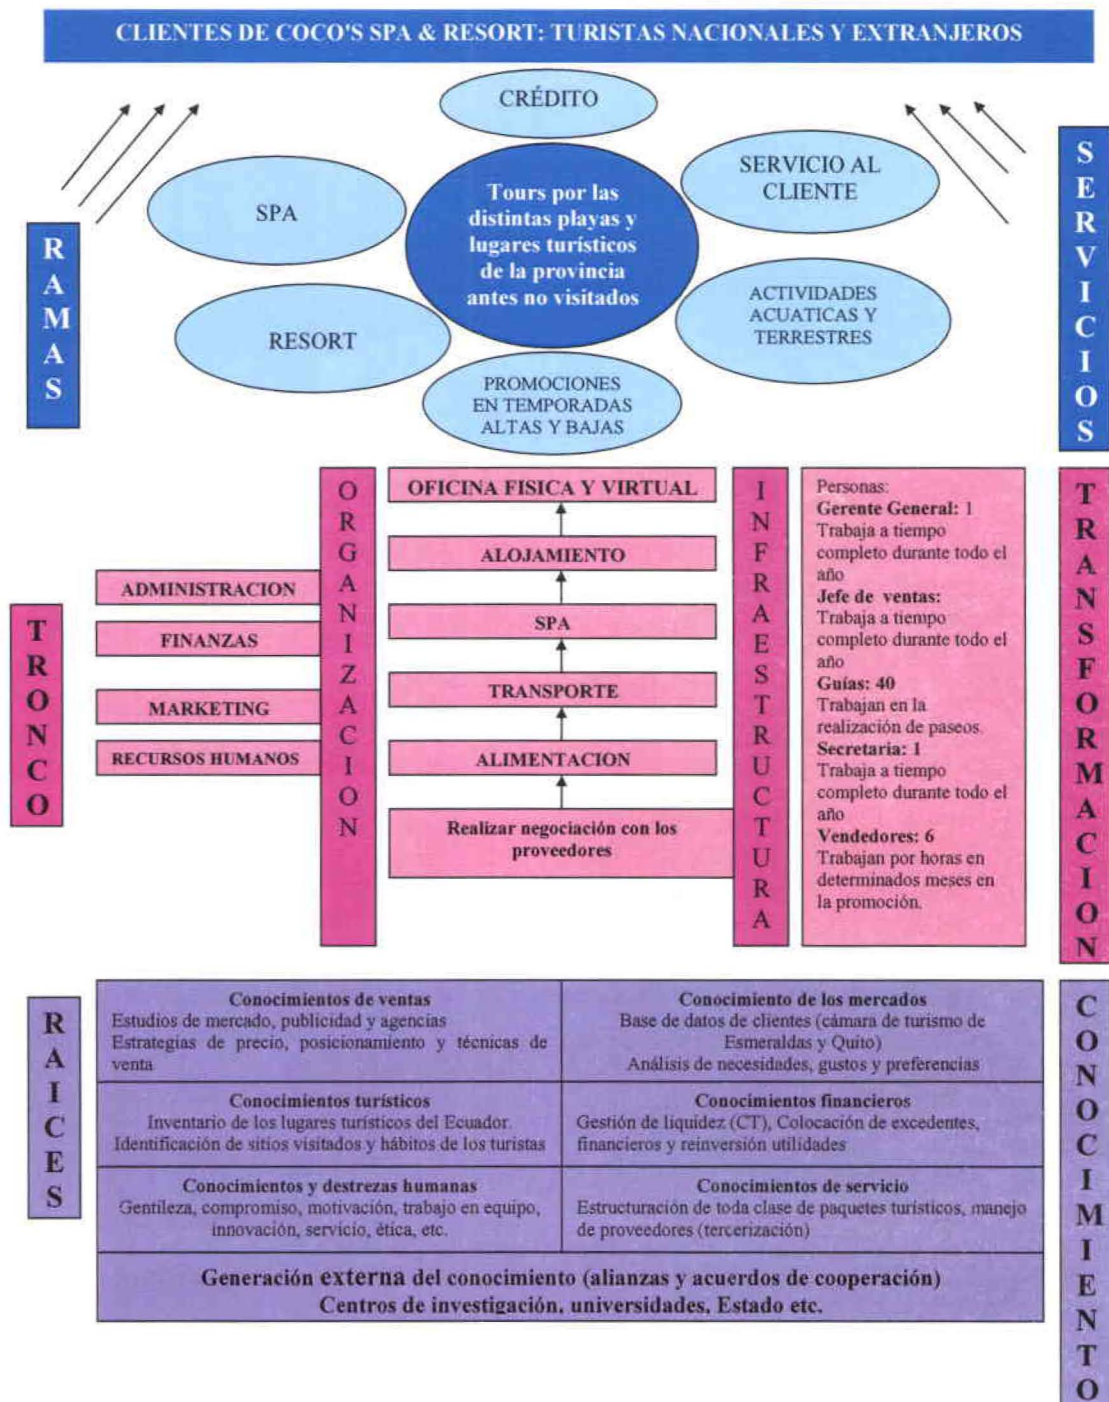 CLIENTES DE COCO'S SPA & RESORT: TURISTAS NACIONALES Y EXTRANJEROS
CRÉDITO
SPA
SERVICIO AL
CLIENTE
Tours por las
distintas playas y
lugares turísticos
de la provincia
antes no visitados
RESORT
ACTIVIDADES
ACUATICAS Y
TERRESTRES
PROMOCIONES
EN TEMPORADAS
ALTAS Y BAJAS
RAMAS
SERVICIOS
TRONCO
ADMINISTRACION
FINANZAS
MARKETING
RECURSOS HUMANOS
ORGANIZACION
OFICINA FISICA Y VIRTUAL
ALOJAMIENTO
SPA
TRANSPORTE
ALIMENTACION
Realizar negociación con los
proveedores
INFRAESTRUCTURA
Personas:
Gerente General: 1
Trabaja a tiempo
completo durante todo el
año
Jefe de ventas:
Trabaja a tiempo
completo durante todo el
año
Guías: 40
Trabajan en la
realización de paseos.
Secretaria: 1
Trabaja a tiempo
completo durante todo el
año
Vendedores: 6
Trabajan por horas en
determinados meses en
la promoción.
TRANSFORMACION
RAICES
Conocimientos de ventas
Estudios de mercado, publicidad y agencias
Estrategias de precio, posicionamiento y técnicas de
venta
Conocimiento de los mercados
Base de datos de clientes (cámara de turismo de
Esmeraldas y Quito)
Análisis de necesidades, gustos y preferencias
Conocimientos turísticos
Inventario de los lugares turísticos del Ecuador.
Identificación de sitios visitados y hábitos de los turistas
Conocimientos financieros
Gestión de liquidez (CT), Colocación de excedentes,
financieros y reinversión utilidades
Conocimientos y destrezas humanas
Gentileza, compromiso, motivación, trabajo en equipo,
innovación, servicio, ética, etc.
Conocimientos de servicio
Estructuración de toda clase de paquetes turísticos, manejo
de proveedores (tercerización)
Generación externa del conocimiento (alianzas y acuerdos de cooperación)
Centros de investigación, universidades, Estado etc.
CONOCIMIENTO